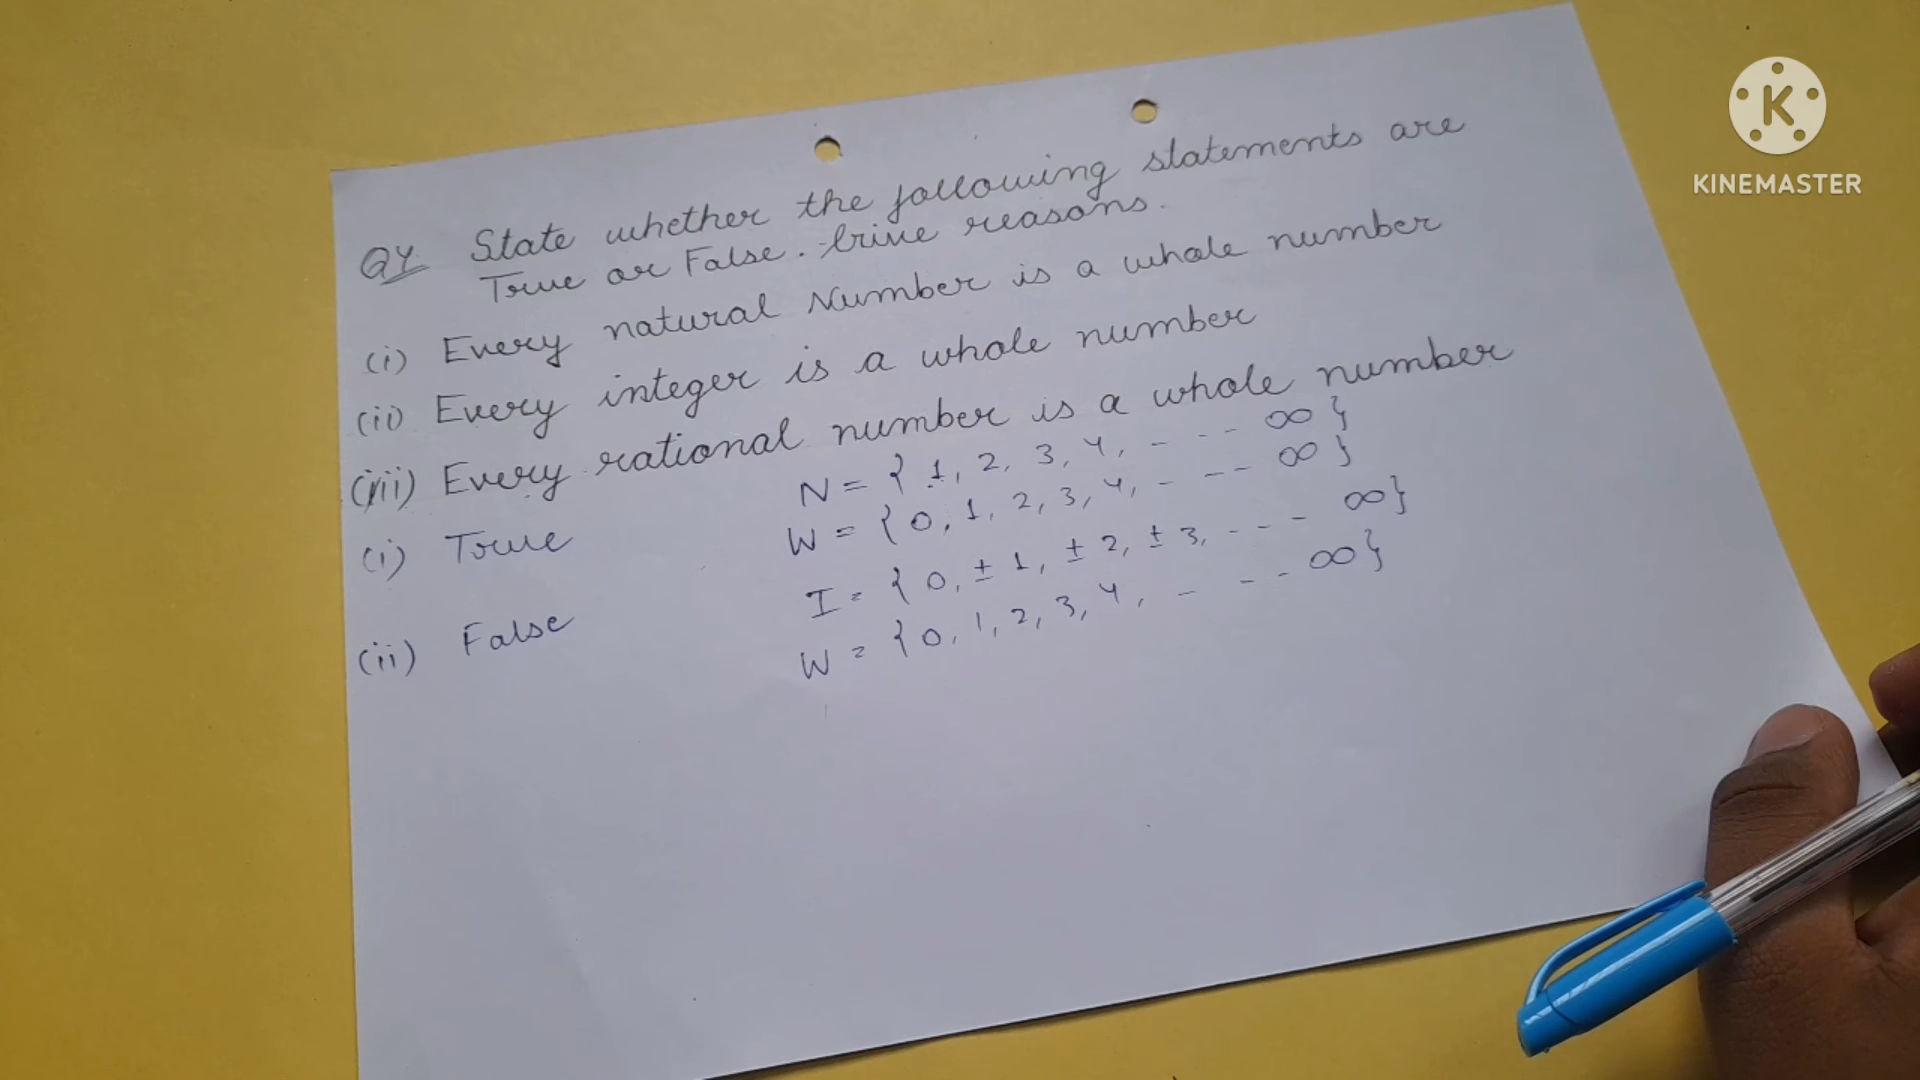 Q4 State whether the following statements are
True or False. Give reasons.
(i) Every natural Number is a whole number
(ii) Every integer is a whole number
(iii) Every rational number is a whole number
(i) True N = { 1, 2, 3, 4, - - - ∞ }
W = { 0, 1, 2, 3, 4, - - - ∞ }
(ii) False I = { 0, ± 1, ± 2, ± 3, - - - ∞ }
W = { 0, 1, 2, 3, 4, - - - ∞ }
K
KINEMASTER